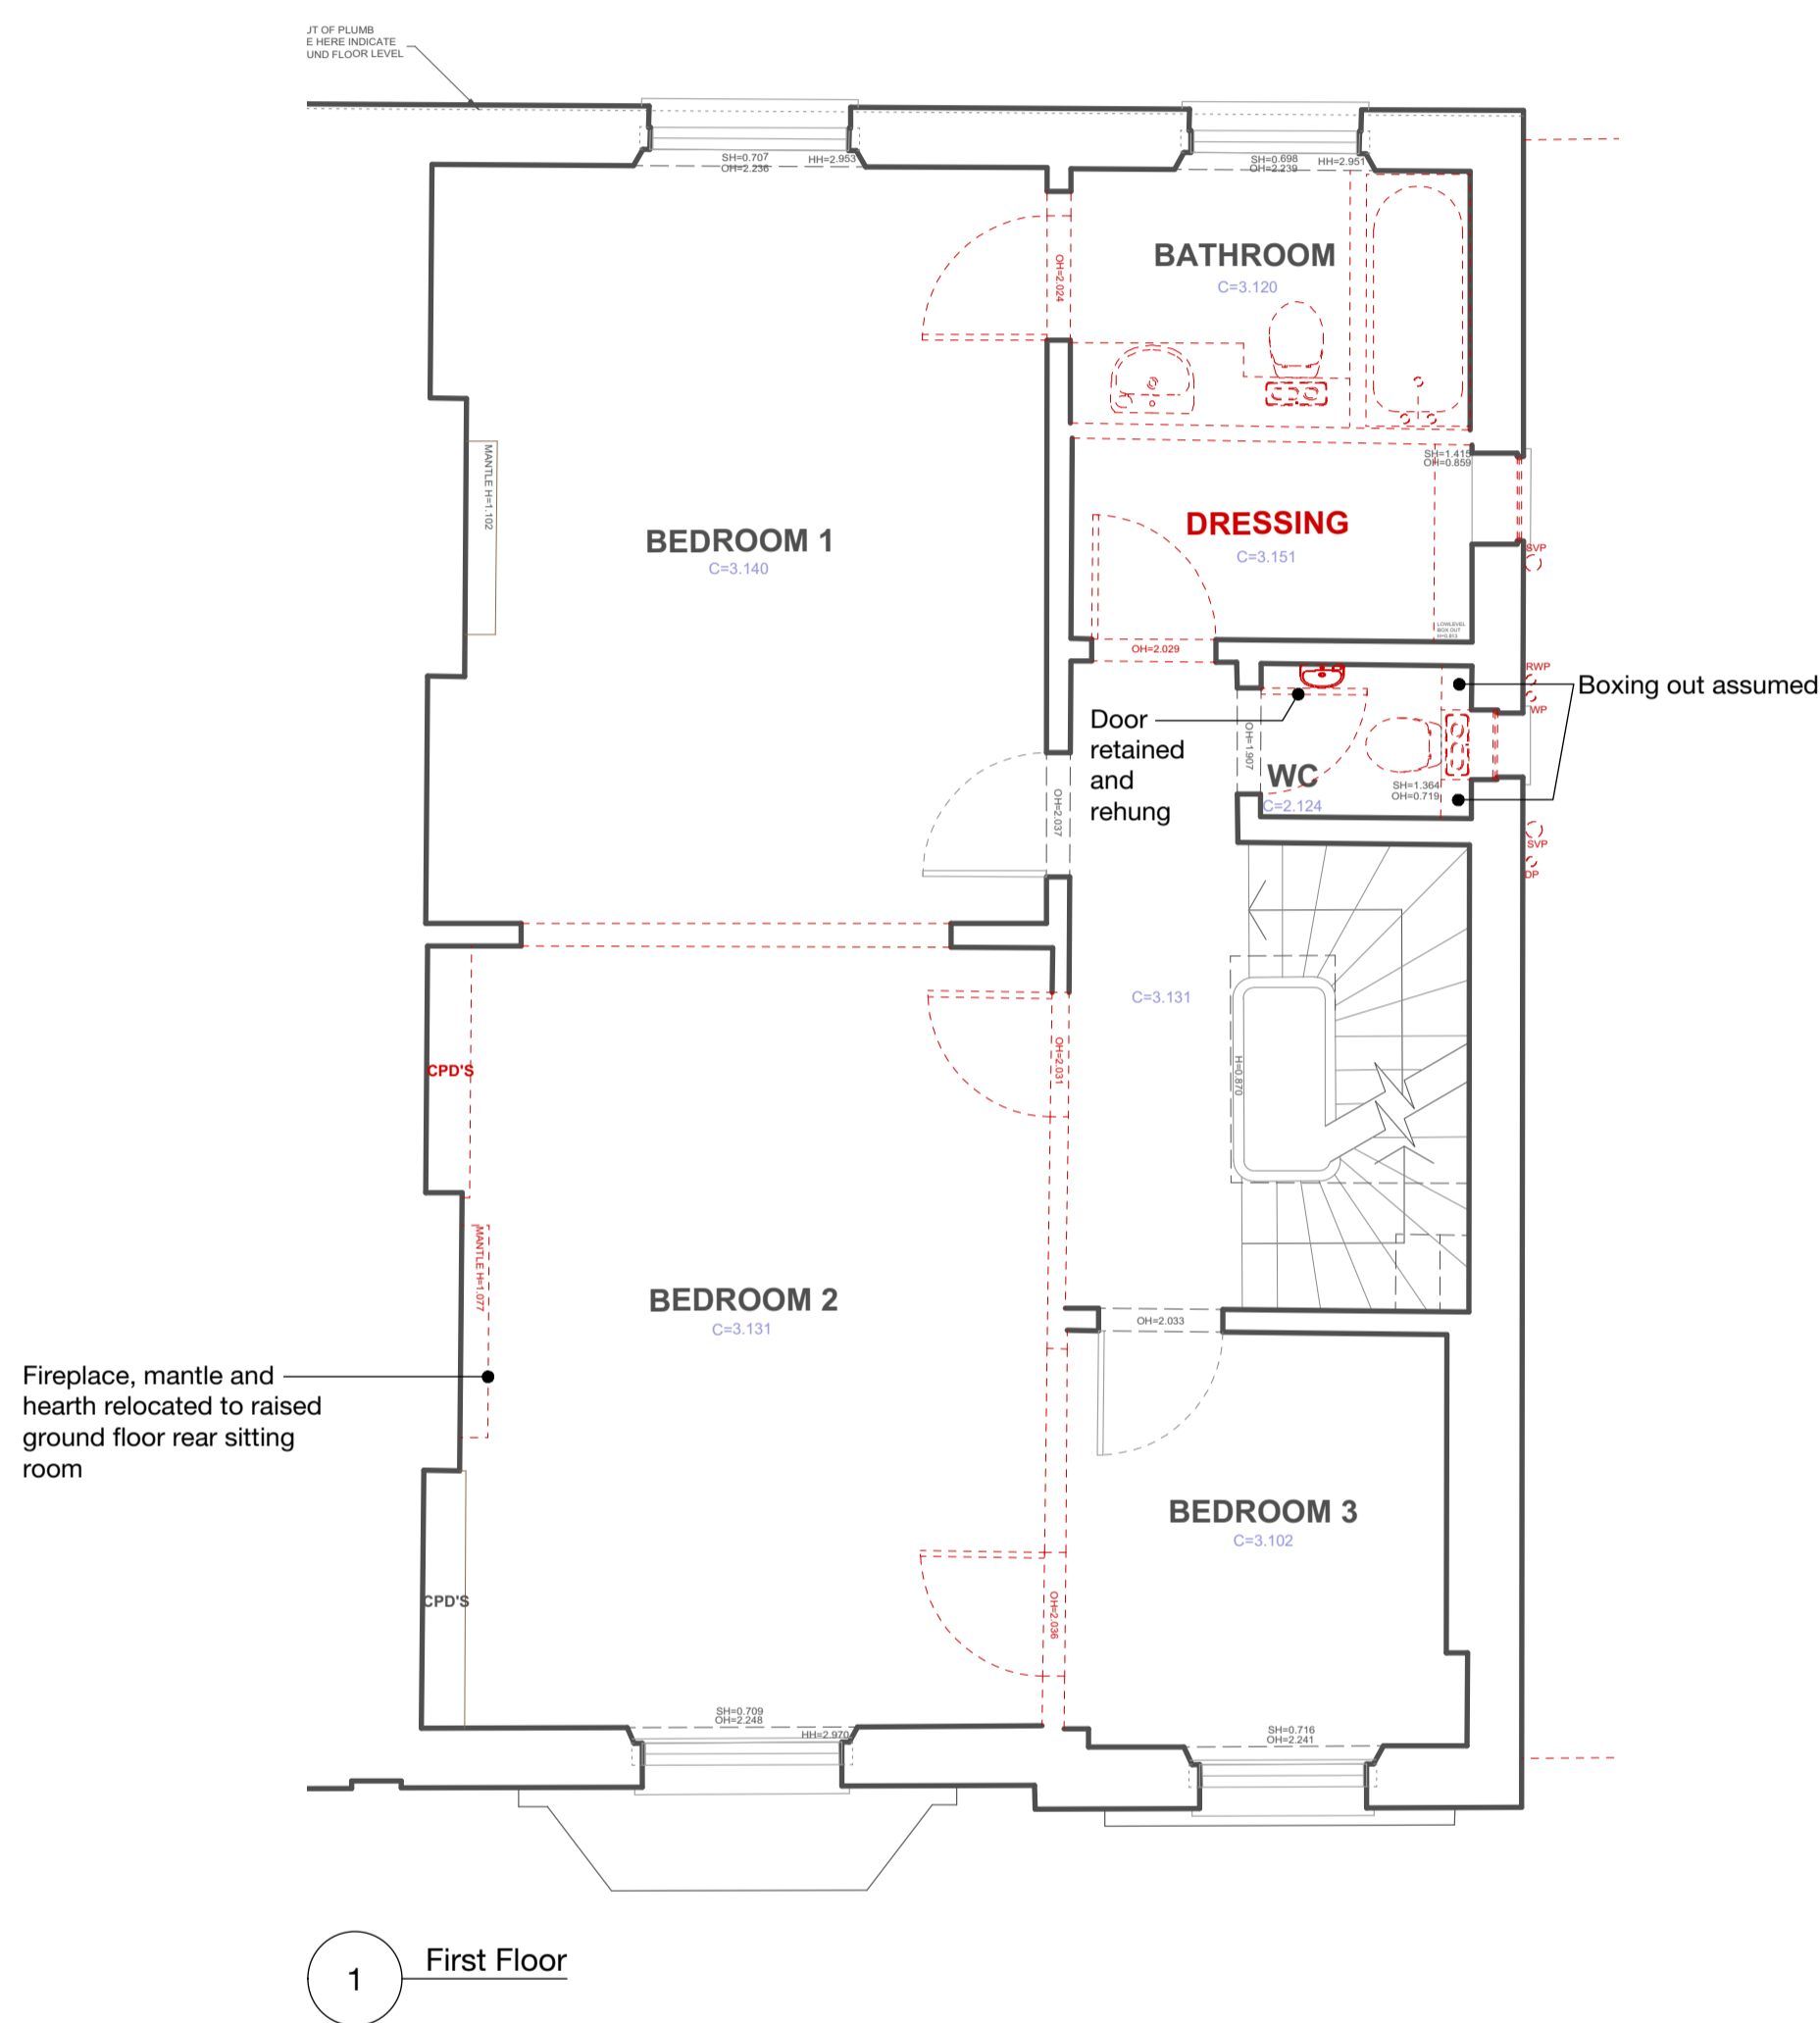 JT OF PLUMB
E HERE INDICATE
UND FLOOR LEVEL
SH=0.707
OH=2.236
HH=2.953
SH=0.698
OH=2.239
HH=2.951
OH=2.024
BATHROOM
C=3.120
MANTLE H=1.102
SH=1.415
OH=0.859
BEDROOM 1
C=3.140
DRESSING
C=3.151
SVP
LOWLEVEL
BOX OUT
H=0.813
OH=2.029
RWP
WP
Boxing out assumed
Door
retained
and
rehung
OH=1.907
WC
C=2.124
SH=1.364
OH=0.719
OH=2.037
SVP
DP
C=3.131
CPD'S
OH=2.031
H=0.870
MANTLE H=1.077
BEDROOM 2
C=3.131
OH=2.033
Fireplace, mantle and
hearth relocated to raised
ground floor rear sitting
room
BEDROOM 3
C=3.102
CPD'S
OH=2.036
SH=0.709
OH=2.248
HH=2.970
SH=0.716
OH=2.241
1
First Floor